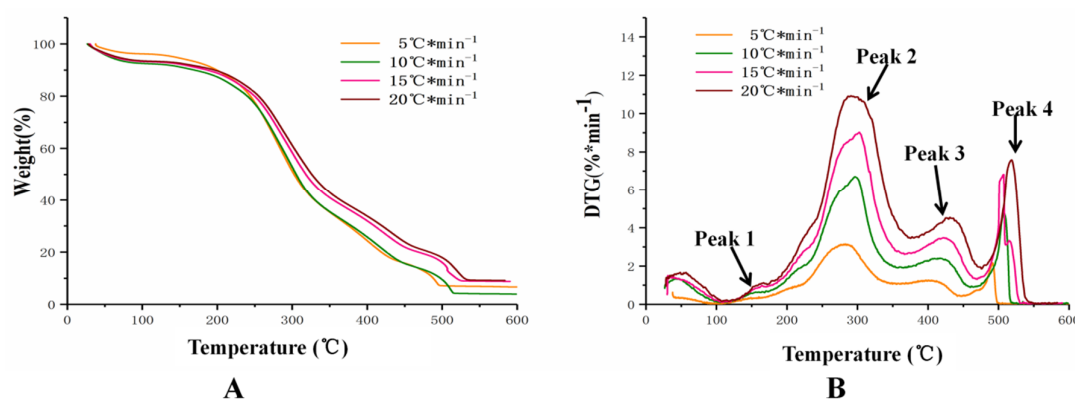 5℃*min⁻¹
10℃*min⁻¹
15℃*min⁻¹
20℃*min⁻¹
100
80
60
40
20
0
Weight(%)
0 100 200 300 400 500 600
Temperature (℃)
A
5℃*min⁻¹
10℃*min⁻¹
15℃*min⁻¹
20℃*min⁻¹
Peak 1
Peak 2
Peak 3
Peak 4
14
12
10
8
6
4
2
0
DTG(%*min⁻¹)
0 100 200 300 400 500 600
Temperature (℃)
B